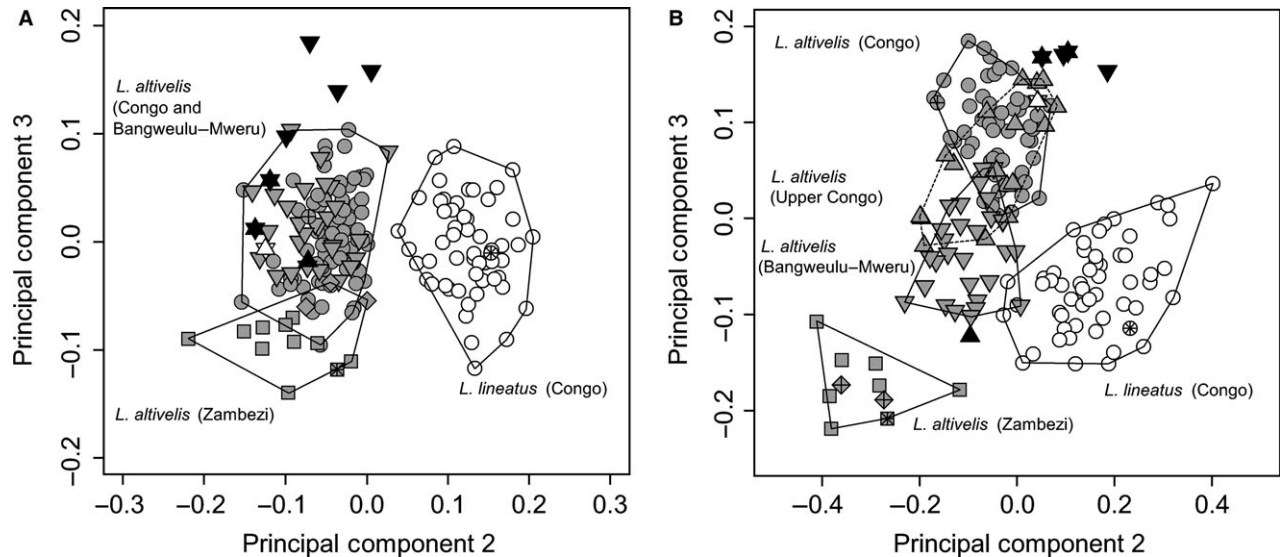 A
Principal component 3
0.2
0.1
0.0
−0.1
−0.2
L. altivelis
(Congo and
Bangweulu–Mweru)
L. altivelis (Zambezi)
L. lineatus (Congo)
−0.3 −0.2 −0.1 0.0 0.1 0.2 0.3
Principal component 2
B
Principal component 3
0.2
0.1
0.0
−0.1
−0.2
L. altivelis (Congo)
L. altivelis
(Upper Congo)
L. altivelis
(Bangweulu–Mweru)
L. lineatus (Congo)
L. altivelis (Zambezi)
−0.4 −0.2 0.0 0.2 0.4
Principal component 2